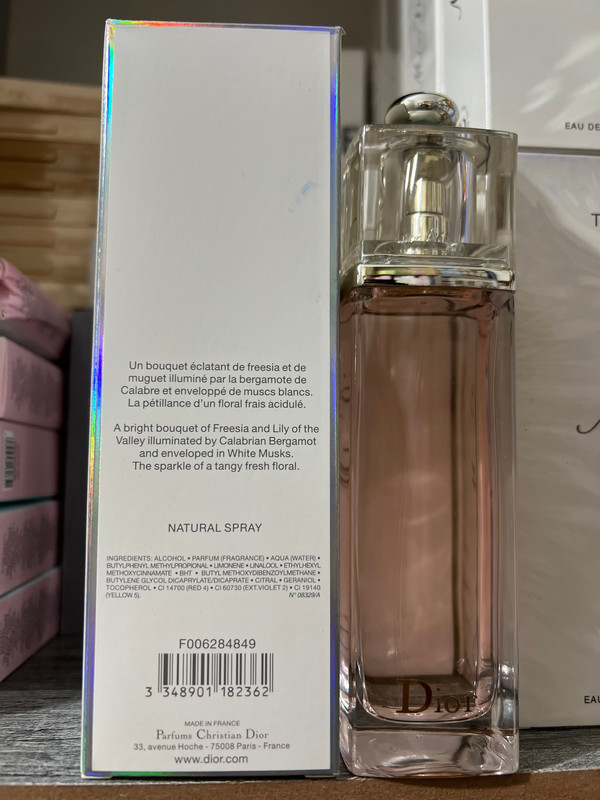 Un bouquet éclatant de freesia et de
muguet illuminé par la bergamote de
Calabre et enveloppé de muscs blancs.
La pétillance d'un floral frais acidulé.
A bright bouquet of Freesia and Lily of the
Valley illuminated by Calabrian Bergamot
and enveloped in White Musks.
The sparkle of a tangy fresh floral.
NATURAL SPRAY
INGREDIENTS: ALCOHOL • PARFUM (FRAGRANCE) • AQUA (WATER) •
BUTYLPHENYL METHYLPROPIONAL • LIMONENE • LINALOOL • ETHYLHEXYL
METHOXYCINNAMATE • BHT • BUTYL METHOXYDIBENZOYLMETHANE •
BUTYLENE GLYCOL DICAPRYLATE/DICAPRATE • CITRAL • GERANIOL •
TOCOPHEROL • CI 14700 (RED 4) • CI 60730 (EXT.VIOLET 2) • CI 19140
(YELLOW 5). N° 08329/A
F006284849
3 348901 182362
MADE IN FRANCE
Parfums Christian Dior
33, avenue Hoche - 75008 Paris - France
www.dior.com
Dior
EAU DE
T
EAU